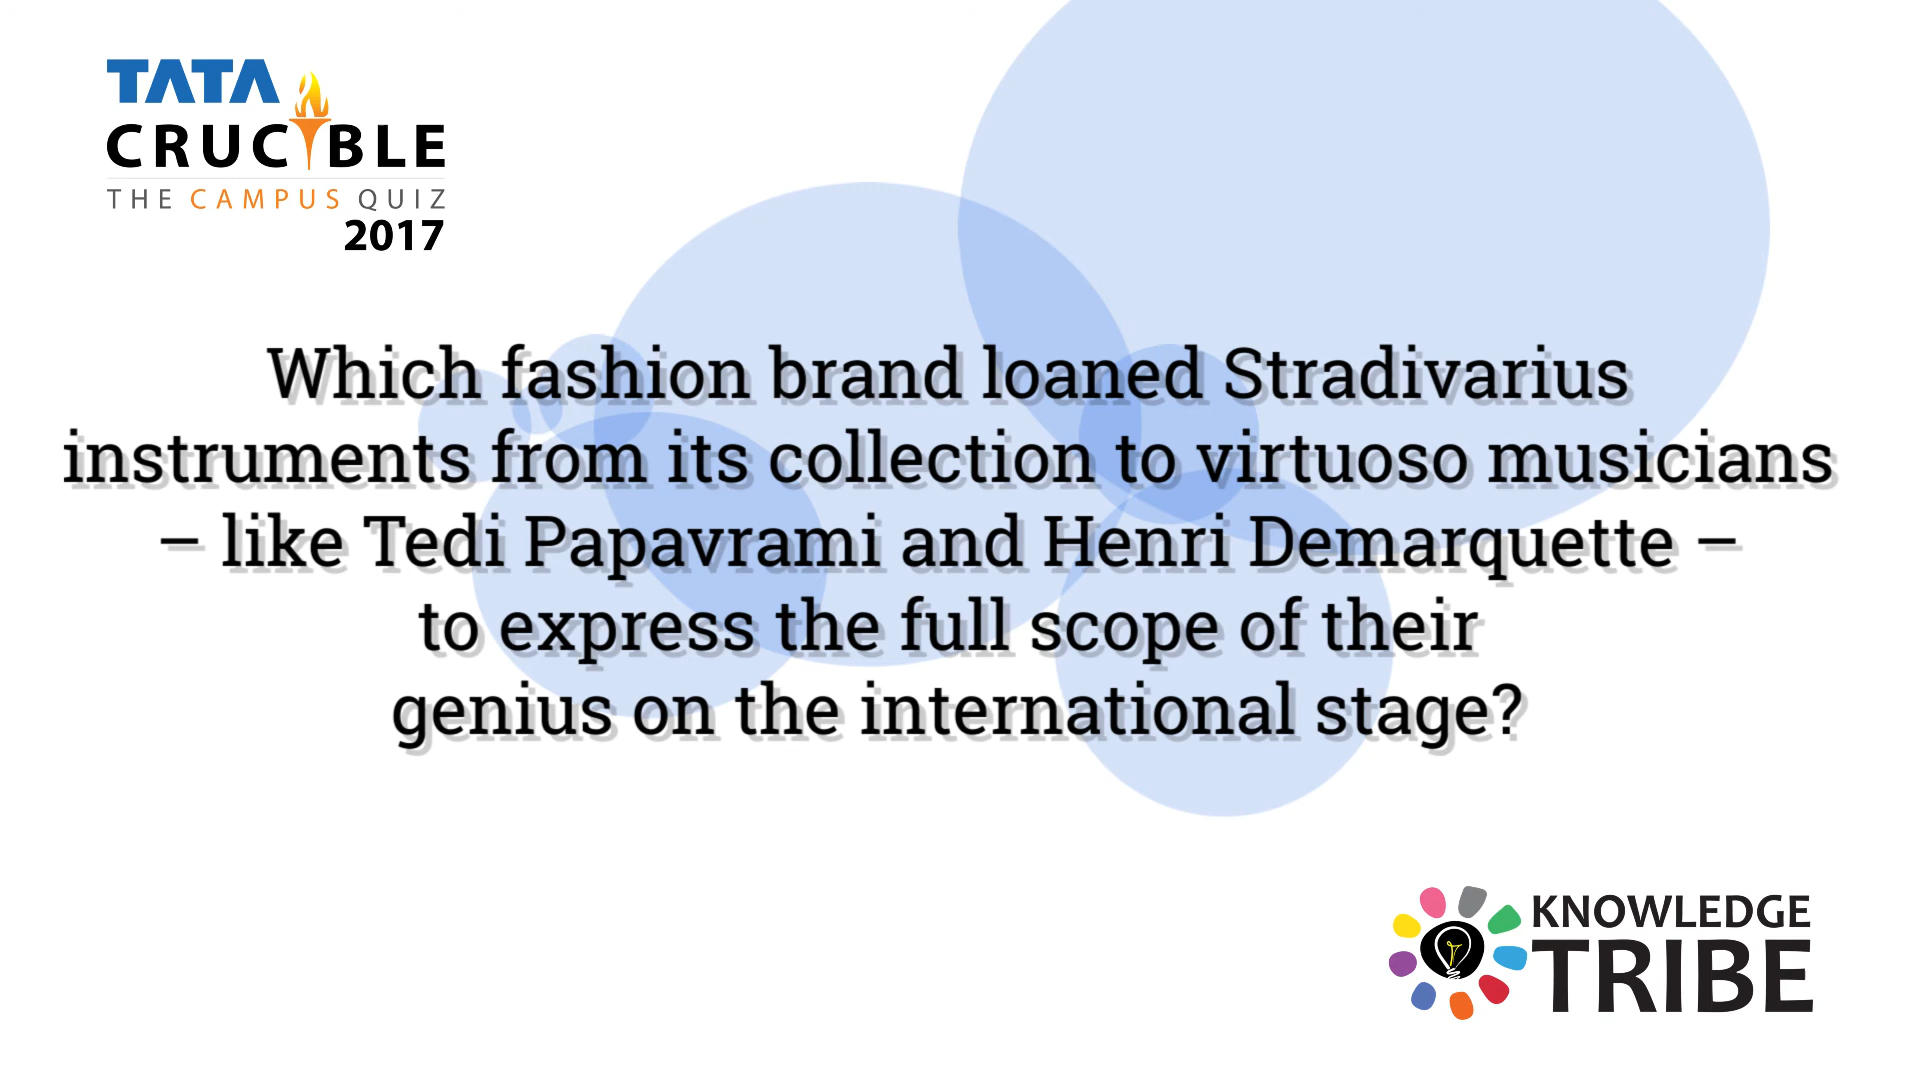 TATA
CRUCIBLE
THE CAMPUS QUIZ
2017
Which fashion brand loaned Stradivarius
instruments from its collection to virtuoso musicians
– like Tedi Papavrami and Henri Demarquette –
to express the full scope of their
genius on the international stage?
KNOWLEDGE
TRIBE